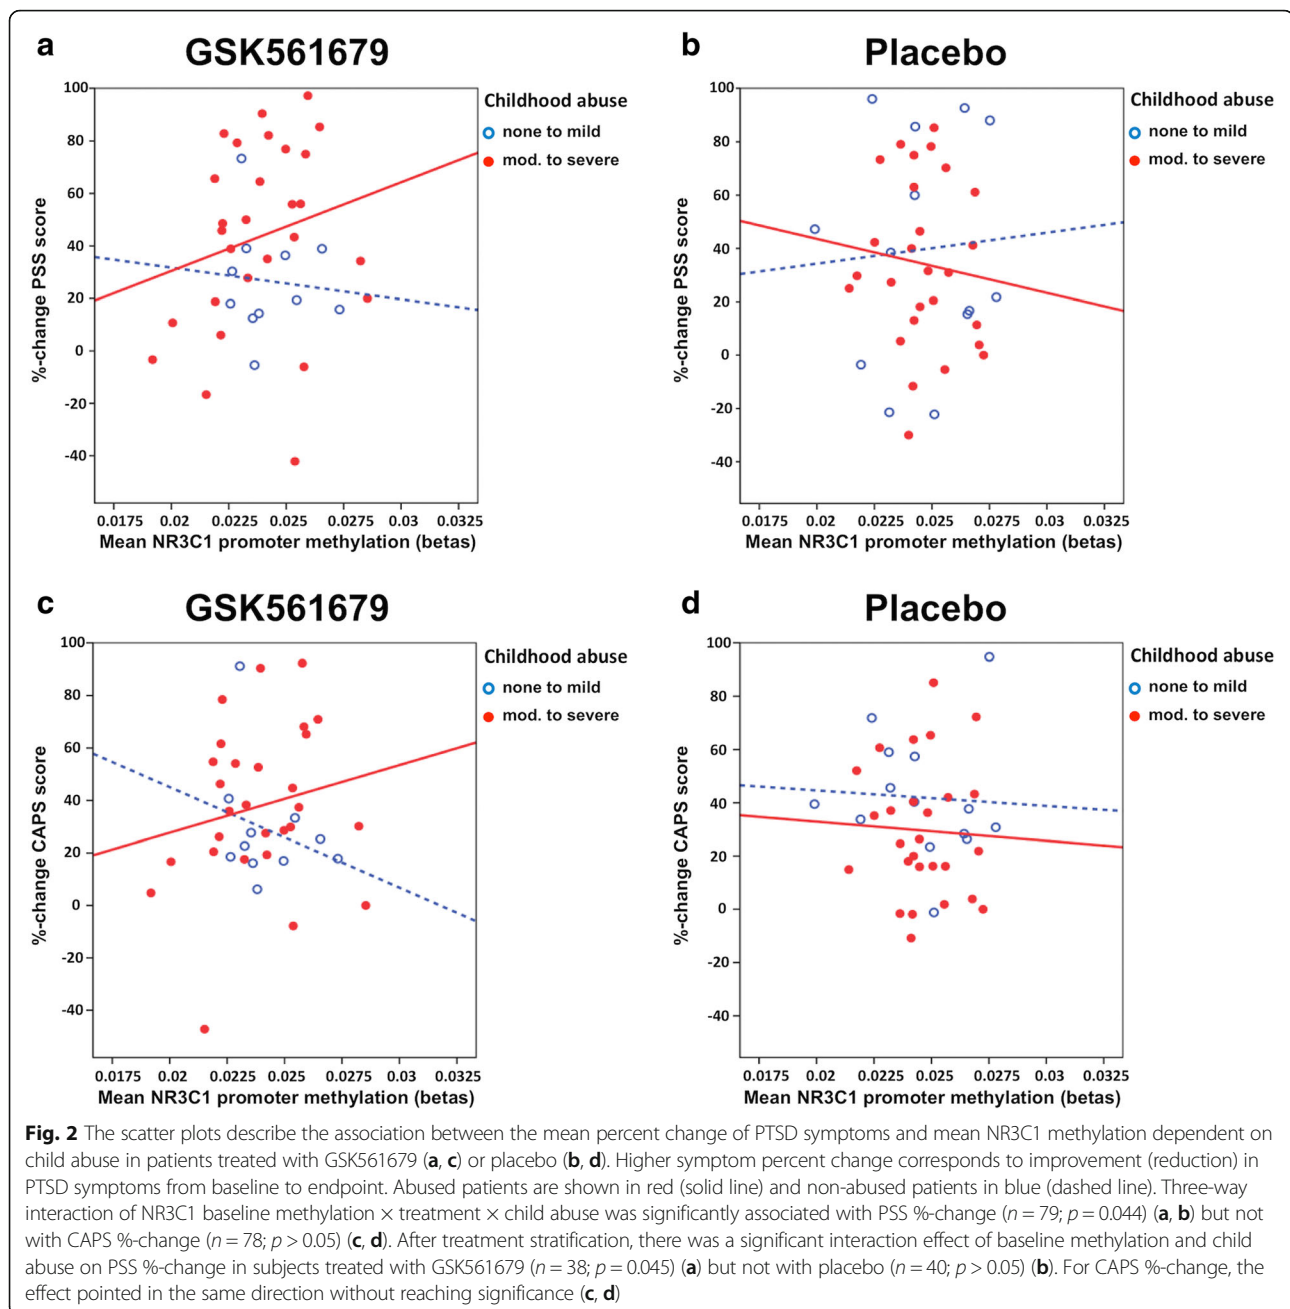 a
GSK561679
100
80
60
40
20
0
-20
-40
%-change PSS score
0.0175 0.02 0.0225 0.025 0.0275 0.03 0.0325
Mean NR3C1 promoter methylation (betas)
Childhood abuse
none to mild
mod. to severe
b
Placebo
100
80
60
40
20
0
-20
-40
%-change PSS score
0.0175 0.02 0.0225 0.025 0.0275 0.03 0.0325
Mean NR3C1 promoter methylation (betas)
Childhood abuse
none to mild
mod. to severe
c
GSK561679
100
80
60
40
20
0
-20
-40
%-change CAPS score
0.0175 0.02 0.0225 0.025 0.0275 0.03 0.0325
Mean NR3C1 promoter methylation (betas)
Childhood abuse
none to mild
mod. to severe
d
Placebo
100
80
60
40
20
0
-20
-40
%-change CAPS score
0.0175 0.02 0.0225 0.025 0.0275 0.03 0.0325
Mean NR3C1 promoter methylation (betas)
Childhood abuse
none to mild
mod. to severe
Fig. 2 The scatter plots describe the association between the mean percent change of PTSD symptoms and mean NR3C1 methylation dependent on
child abuse in patients treated with GSK561679 (a, c) or placebo (b, d). Higher symptom percent change corresponds to improvement (reduction) in
PTSD symptoms from baseline to endpoint. Abused patients are shown in red (solid line) and non-abused patients in blue (dashed line). Three-way
interaction of NR3C1 baseline methylation × treatment × child abuse was significantly associated with PSS %-change (n = 79; p = 0.044) (a, b) but not
with CAPS %-change (n = 78; p > 0.05) (c, d). After treatment stratification, there was a significant interaction effect of baseline methylation and child
abuse on PSS %-change in subjects treated with GSK561679 (n = 38; p = 0.045) (a) but not with placebo (n = 40; p > 0.05) (b). For CAPS %-change, the
effect pointed in the same direction without reaching significance (c, d)